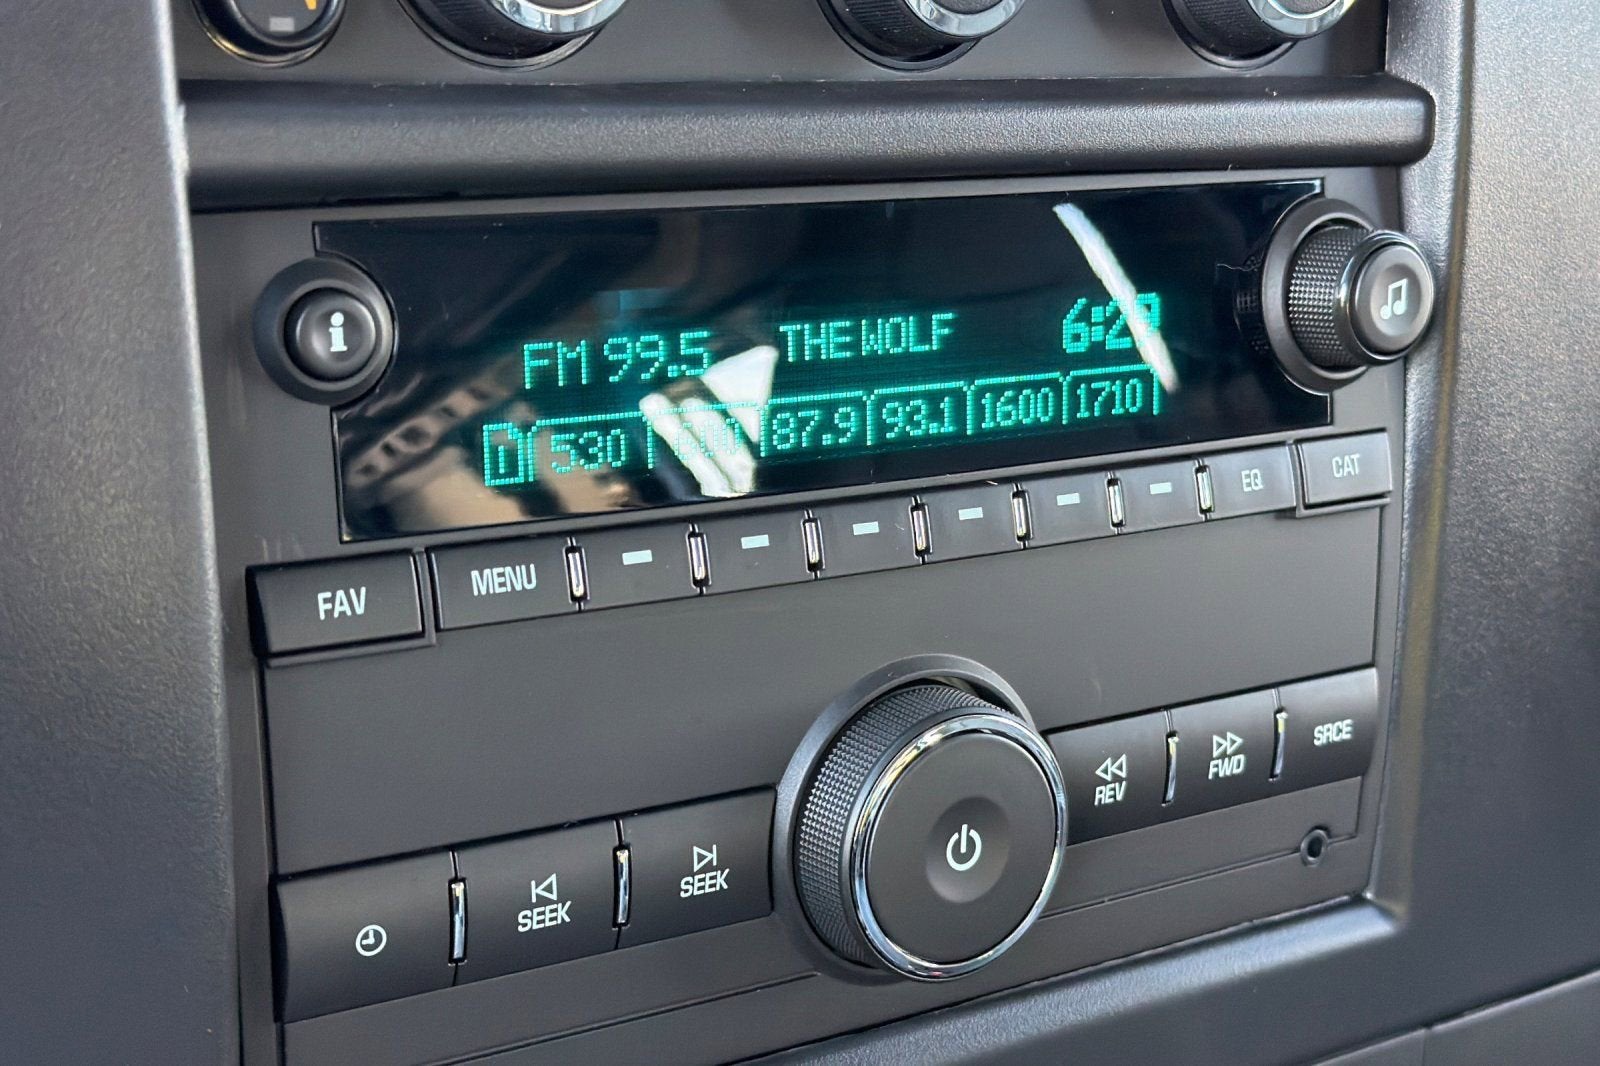 i
FM 99.5 THE WOLF
530 87.9 93.1 1600 1710
FAV MENU EQ CAT
SEEK SEEK REV FWD SRCE